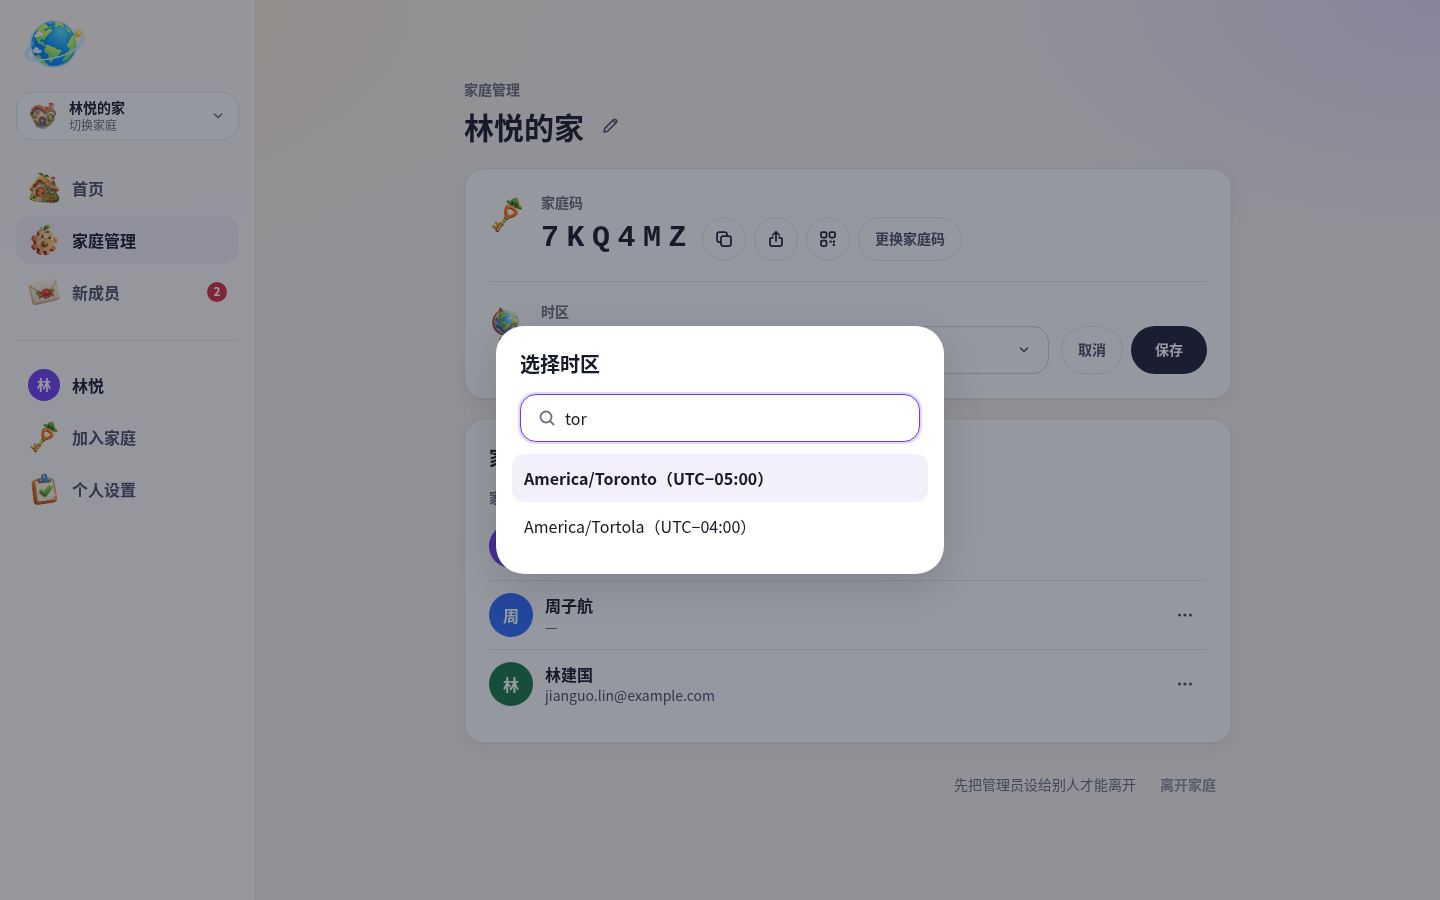 林悦的家
切换家庭
首页
家庭管理
新成员
2
林
林悦
加入家庭
个人设置
家庭管理
林悦的家
家庭码
7KQ4MZ
更换家庭码
时区
取消
保存
选择时区
tor
America/Toronto（UTC−05:00）
America/Tortola（UTC−04:00）
周
周子航
—
林
林建国
jianguo.lin@example.com
先把管理员设给别人才能离开
离开家庭